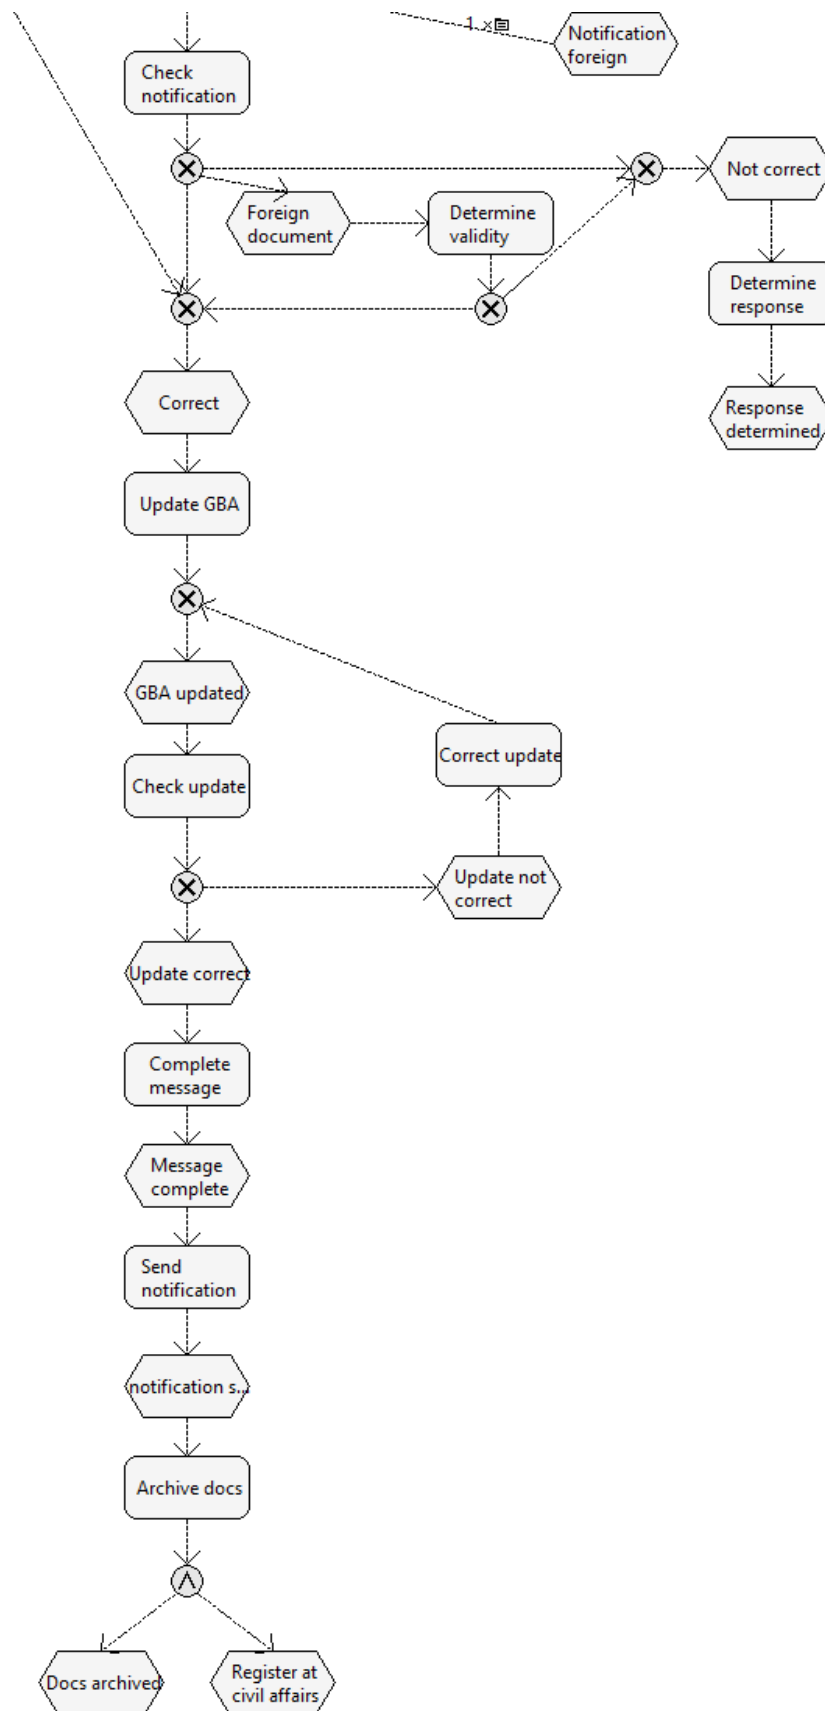 1.
Notification
foreign
Check
notification
Not correct
Foreign
document
Determine
validity
Determine
response
Correct
Response
determined
Update GBA
GBA updated
Correct update
Check update
Update not
correct
Update correct
Complete
message
Message
complete
Send
notification
notification s...
Archive docs
Docs archived
Register at
civil affairs